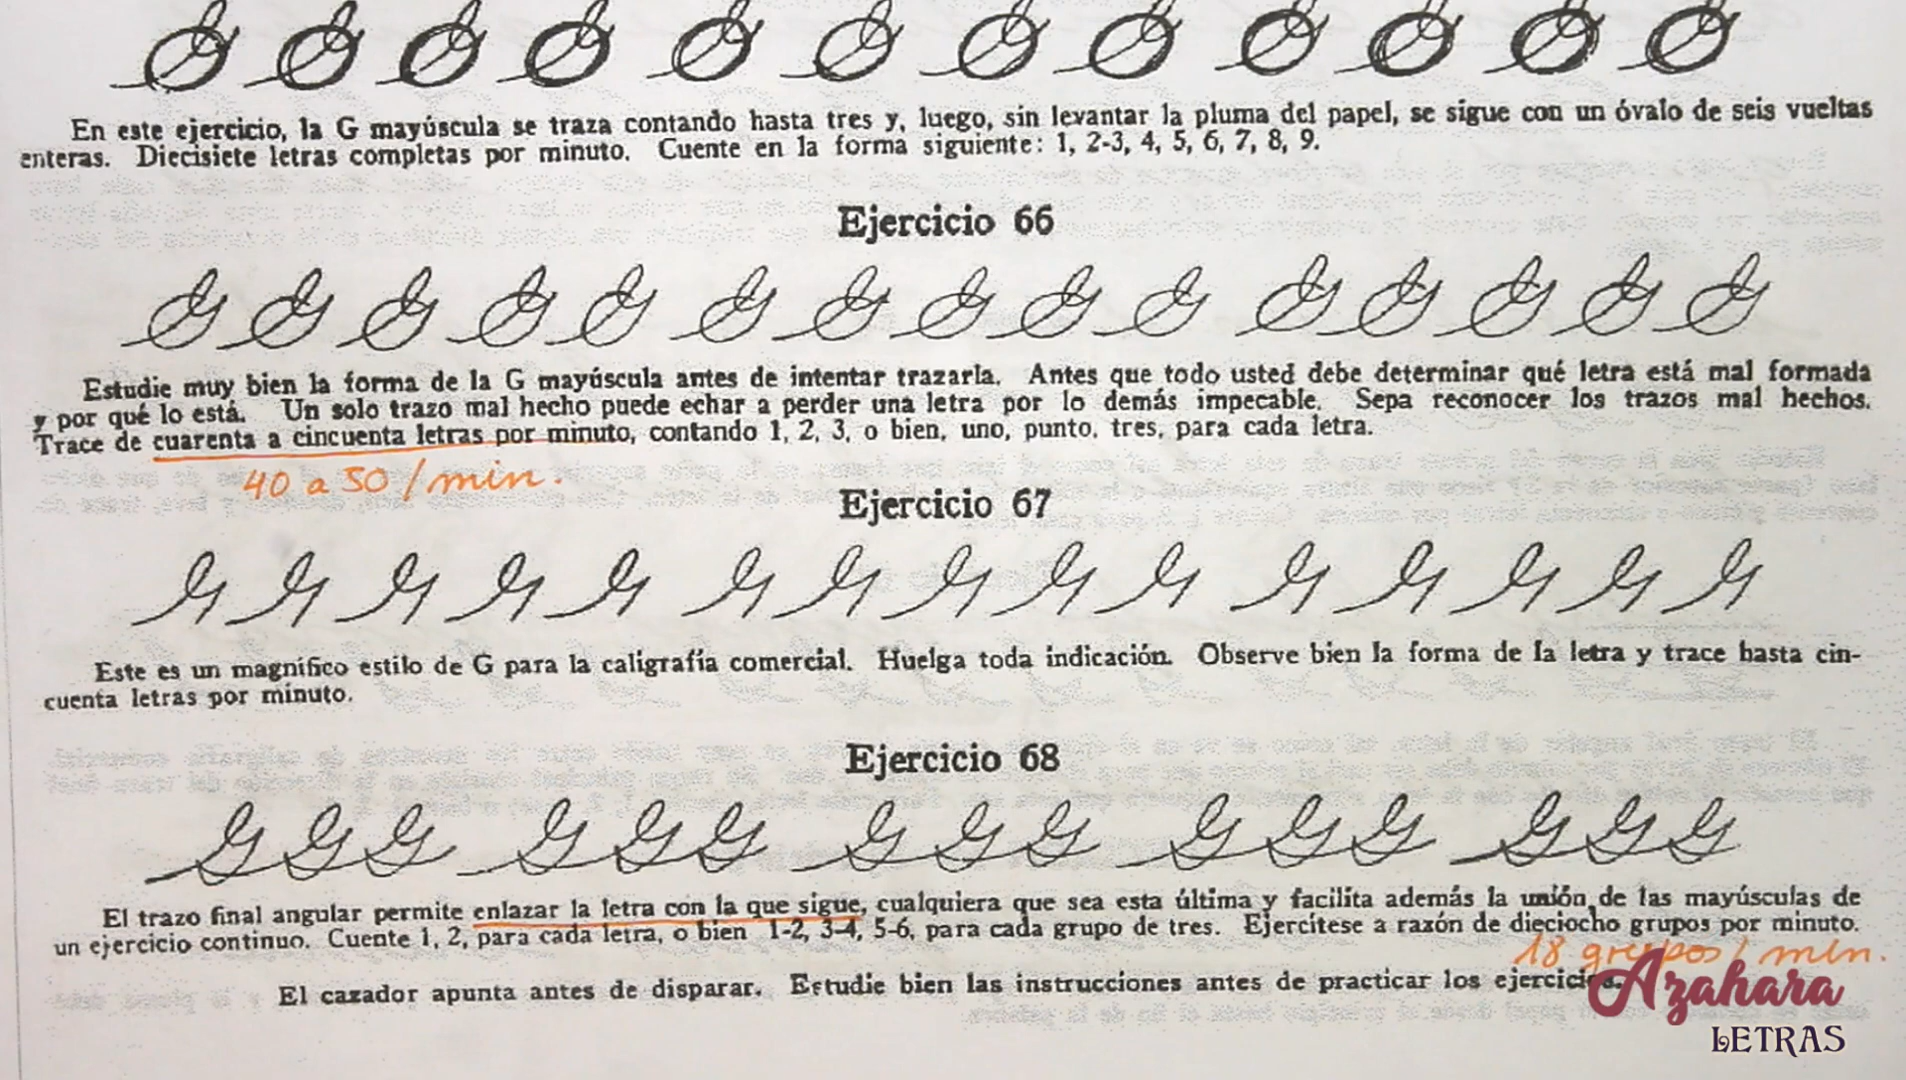 En este ejercicio, la G mayúscula se traza contando hasta tres y, luego, sin levantar la pluma del papel, se sigue con un óvalo de seis vueltas
enteras. Diecisiete letras completas por minuto. Cuente en la forma siguiente: 1, 2-3, 4, 5, 6, 7, 8, 9.
Ejercicio 66
G G G G G G G G G G G G G G G
Estudie muy bien la forma de la G mayúscula antes de intentar trazarla. Antes que todo usted debe determinar qué letra está mal formada
y por qué lo está. Un solo trazo mal hecho puede echar a perder una letra por lo demás impecable. Sepa reconocer los trazos mal hechos.
Trace de cuarenta a cincuenta letras por minuto, contando 1, 2, 3, o bien, uno, punto, tres, para cada letra.
40 a 50 / min.
Ejercicio 67
G G G G G G G G G G G G G G G
Este es un magnífico estilo de G para la caligrafía comercial. Huelga toda indicación. Observe bien la forma de la letra y trace hasta cin-
cuenta letras por minuto.
Ejercicio 68
GGG GGG GGG GGG GGG
El trazo final angular permite enlazar la letra con la que sigue, cualquiera que sea esta última y facilita además la unión de las mayúsculas de
un ejercicio continuo. Cuente 1, 2, para cada letra, o bien 1-2, 3-4, 5-6, para cada grupo de tres. Ejercítese a razón de dieciocho grupos por minuto.
18 grupos / min.
El cazador apunta antes de disparar. Estudie bien las instrucciones antes de practicar los ejercicios.
Azahara
LETRAS